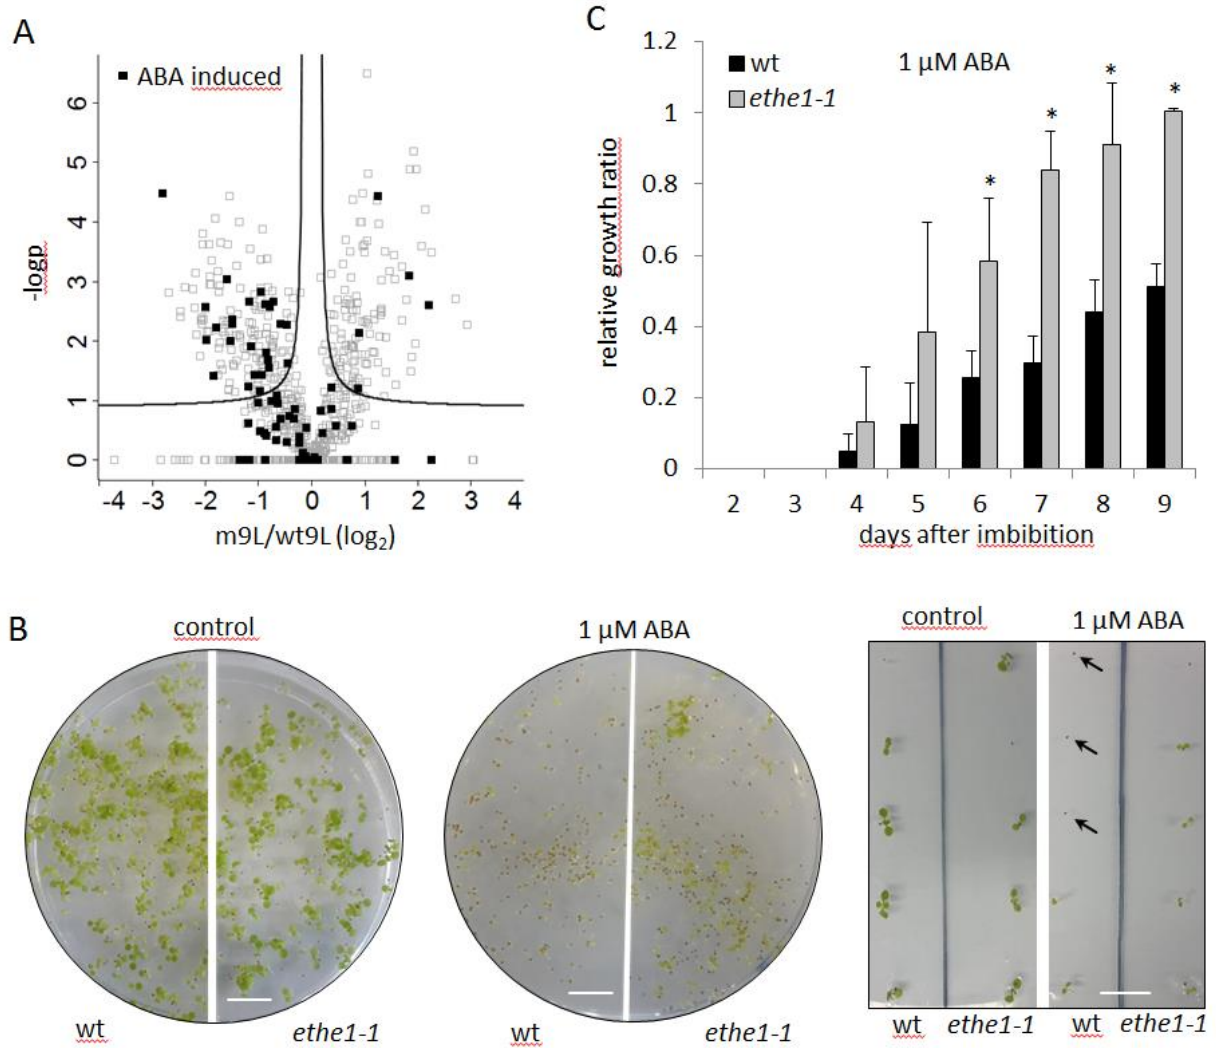 A
ABA induced
-logp
6
5
4
3
2
1
0
-4 -3 -2 -1 0 1 2 3 4
m9L/wt9L (log2)
C
1 µM ABA
wt
ethe1-1
relative growth ratio
1.2
1
0.8
0.6
0.4
0.2
0
* * * *
2 3 4 5 6 7 8 9
days after imbibition
B
control
1 µM ABA
control 1 µM ABA
wt ethe1-1
wt ethe1-1
wt ethe1-1 wt ethe1-1